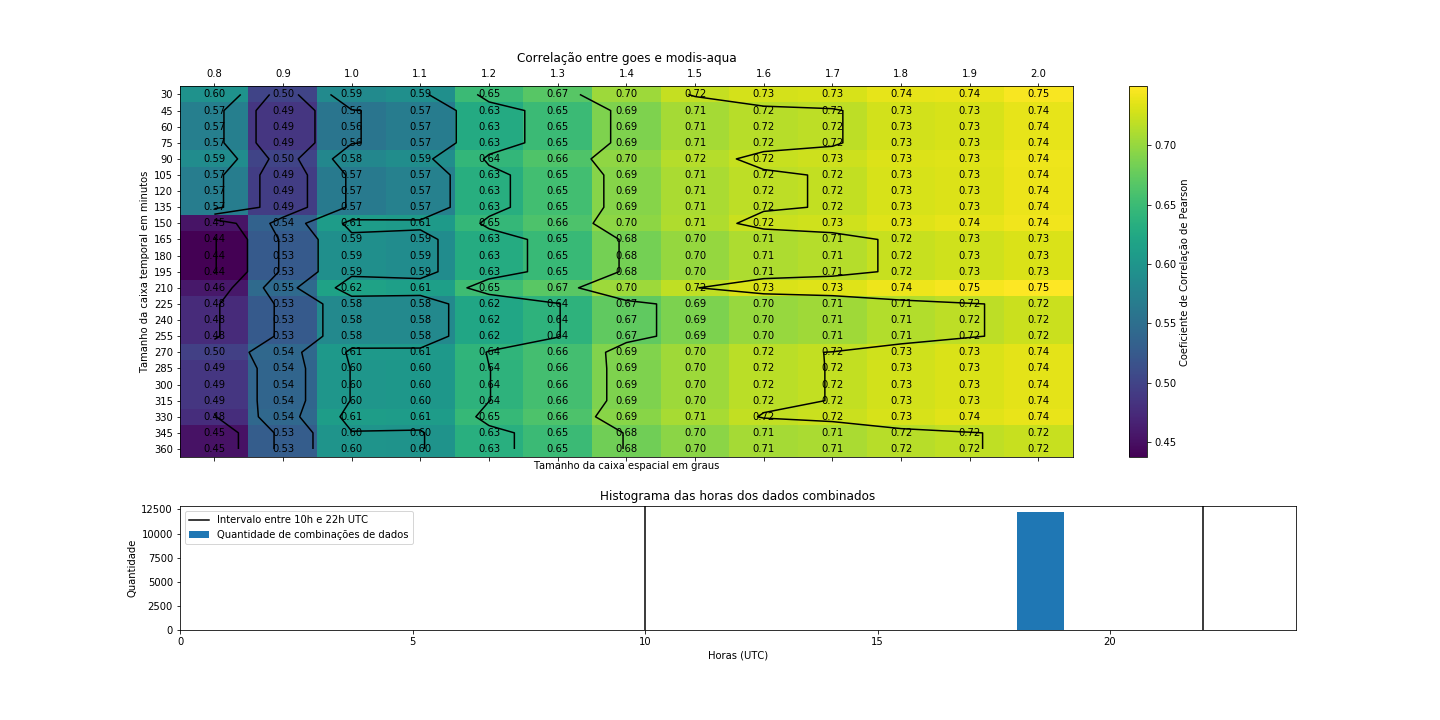 Correlação entre goes e modis-aqua
0.8 0.9 1.0 1.1 1.2 1.3 1.4 1.5 1.6 1.7 1.8 1.9 2.0
30 0.60 0.50 0.59 0.59 0.65 0.67 0.70 0.72 0.73 0.73 0.74 0.74 0.75
45 0.57 0.49 0.56 0.57 0.63 0.65 0.69 0.71 0.72 0.72 0.73 0.73 0.74
60 0.57 0.49 0.56 0.57 0.63 0.65 0.69 0.71 0.72 0.72 0.73 0.73 0.74
75 0.57 0.49 0.56 0.57 0.63 0.65 0.69 0.71 0.72 0.72 0.73 0.73 0.74
90 0.59 0.50 0.58 0.59 0.64 0.66 0.70 0.72 0.72 0.73 0.73 0.74 0.74
105 0.57 0.49 0.57 0.57 0.63 0.65 0.69 0.71 0.72 0.72 0.73 0.73 0.74
120 0.57 0.49 0.57 0.57 0.63 0.65 0.69 0.71 0.72 0.72 0.73 0.73 0.74
135 0.57 0.49 0.57 0.57 0.63 0.65 0.69 0.71 0.72 0.72 0.73 0.73 0.74
150 0.45 0.54 0.61 0.61 0.65 0.66 0.70 0.71 0.72 0.73 0.73 0.74 0.74
165 0.44 0.53 0.59 0.59 0.63 0.65 0.68 0.70 0.71 0.71 0.72 0.73 0.73
180 0.44 0.53 0.59 0.59 0.63 0.65 0.68 0.70 0.71 0.71 0.72 0.73 0.73
195 0.44 0.53 0.59 0.59 0.63 0.65 0.68 0.70 0.71 0.71 0.72 0.73 0.73
210 0.46 0.55 0.62 0.61 0.65 0.67 0.70 0.72 0.73 0.73 0.74 0.75 0.75
225 0.48 0.53 0.58 0.58 0.62 0.64 0.67 0.69 0.70 0.71 0.71 0.72 0.72
240 0.48 0.53 0.58 0.58 0.62 0.64 0.67 0.69 0.70 0.71 0.71 0.72 0.72
255 0.48 0.53 0.58 0.58 0.62 0.64 0.67 0.69 0.70 0.71 0.71 0.72 0.72
270 0.50 0.54 0.61 0.61 0.64 0.66 0.69 0.70 0.72 0.72 0.73 0.73 0.74
285 0.49 0.54 0.60 0.60 0.64 0.66 0.69 0.70 0.72 0.72 0.73 0.73 0.74
300 0.49 0.54 0.60 0.60 0.64 0.66 0.69 0.70 0.72 0.72 0.73 0.73 0.74
315 0.49 0.54 0.60 0.60 0.64 0.66 0.69 0.70 0.72 0.72 0.73 0.73 0.74
330 0.48 0.54 0.61 0.61 0.65 0.66 0.69 0.71 0.72 0.72 0.73 0.74 0.74
345 0.45 0.53 0.60 0.60 0.63 0.65 0.68 0.70 0.71 0.71 0.72 0.72 0.72
360 0.45 0.53 0.60 0.60 0.63 0.65 0.68 0.70 0.71 0.71 0.72 0.72 0.72
Tamanho da caixa temporal em minutos
Tamanho da caixa espacial em graus
0.70
0.65
0.60
0.55
0.50
0.45
Coeficiente de Correlação de Pearson
Histograma das horas dos dados combinados
12500
10000
7500
5000
2500
0
Quantidade
Intervalo entre 10h e 22h UTC
Quantidade de combinações de dados
0 5 10 15 20
Horas (UTC)